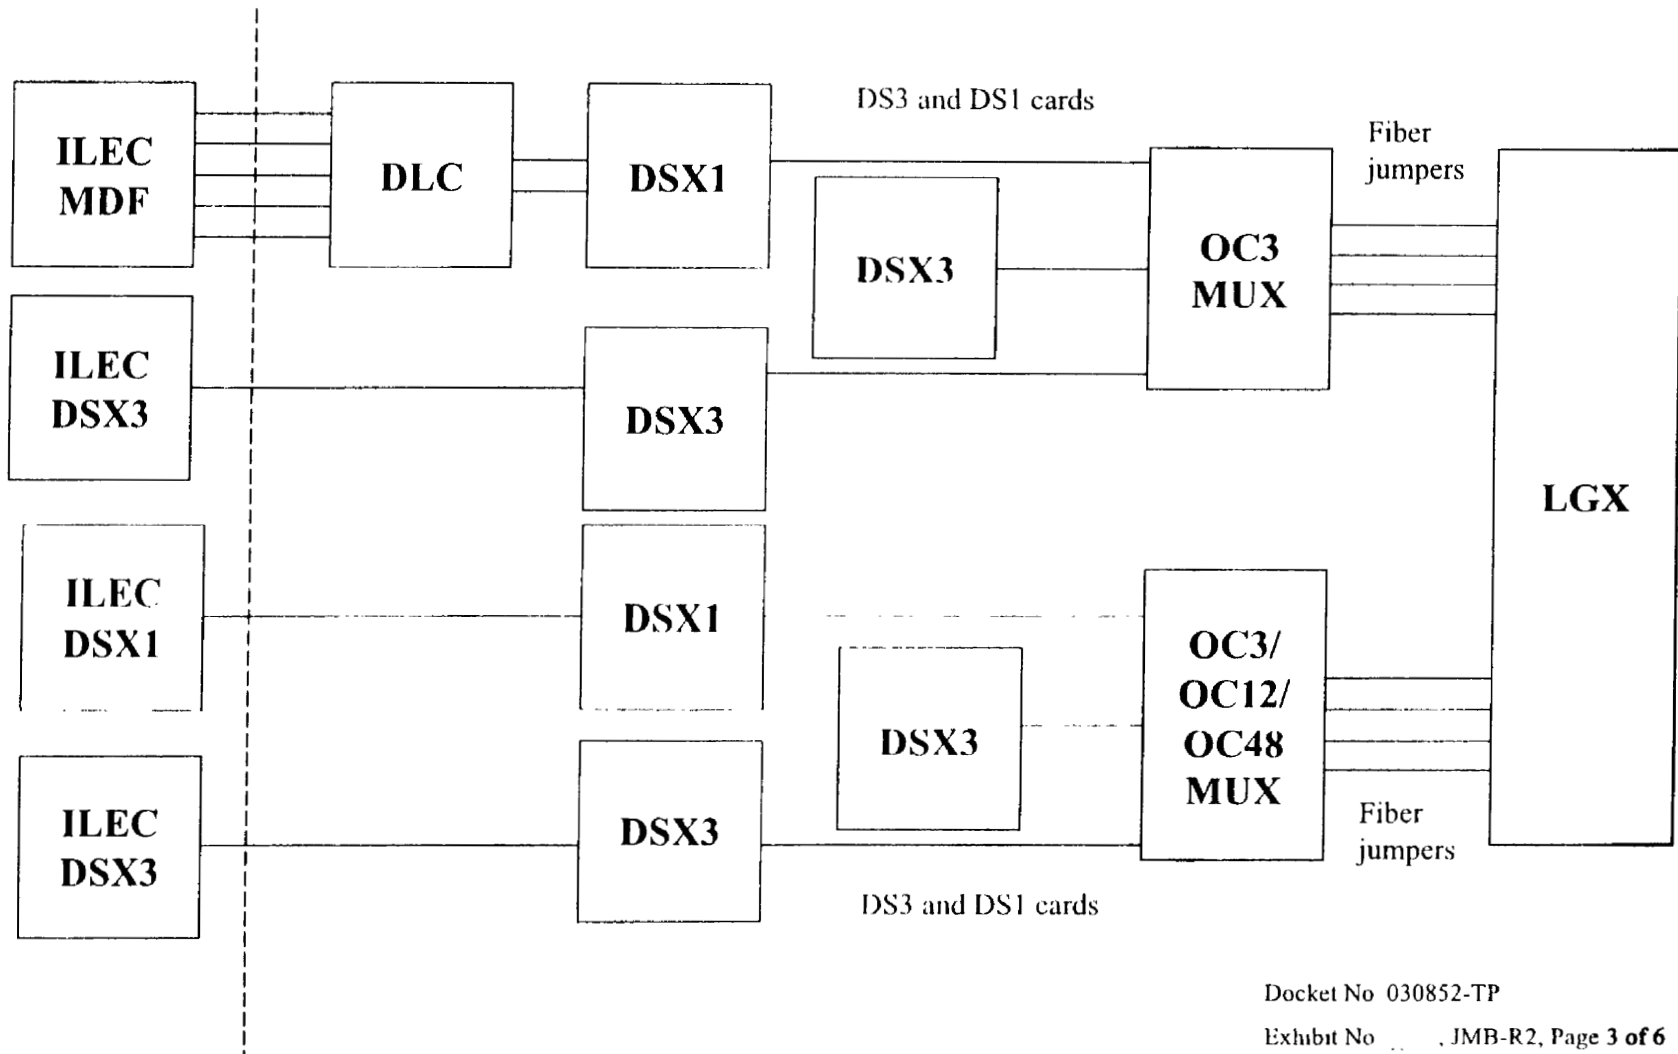 DS3 and DS1 cards
Fiber
jumpers
ILEC
MDF
DLC
DSX1
DSX3
OC3
MUX
ILEC
DSX3
DSX3
LGX
ILEC
DSX1
DSX1
OC3/
OC12/
OC48
MUX
DSX3
ILEC
DSX3
DSX3
Fiber
jumpers
DS3 and DS1 cards
Docket No 030852-TP
Exhibit No , JMB-R2, Page 3 of 6